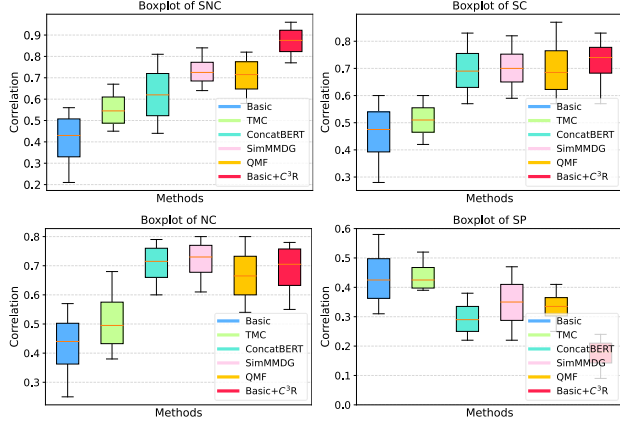 Boxplot of SNC
Correlation
0.9
0.8
0.7
0.6
0.5
0.4
0.3
0.2
Basic
TMC
ConcatBERT
SimMMDG
QMF
Basic+C³R
Methods
Boxplot of SC
Correlation
0.8
0.7
0.6
0.5
0.4
0.3
Basic
TMC
ConcatBERT
SimMMDG
QMF
Basic+C³R
Methods
Boxplot of NC
Correlation
0.8
0.7
0.6
0.5
0.4
0.3
Basic
TMC
ConcatBERT
SimMMDG
QMF
Basic+C³R
Methods
Boxplot of SP
Correlation
0.6
0.5
0.4
0.3
0.2
0.1
0.0
Basic
TMC
ConcatBERT
SimMMDG
QMF
Basic+C³R
Methods